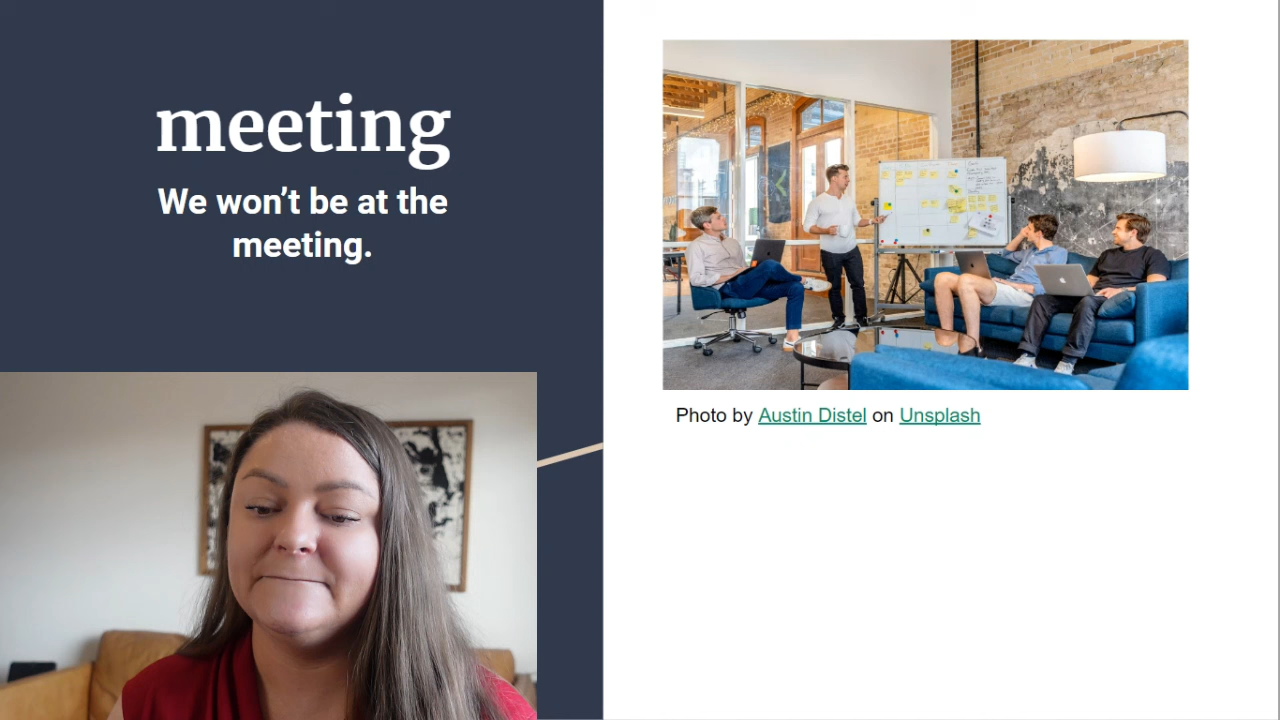 meeting
We won’t be at the
meeting.
Photo by Austin Distel on Unsplash